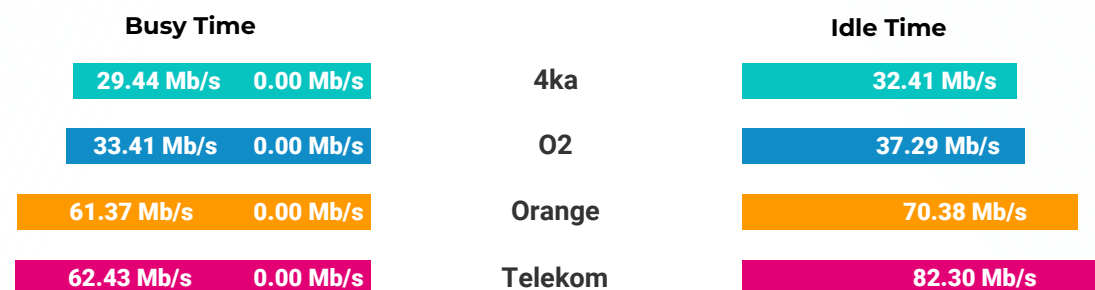 Busy Time Idle Time
29.44 Mb/s 0.00 Mb/s 4ka 32.41 Mb/s
33.41 Mb/s 0.00 Mb/s O2 37.29 Mb/s
61.37 Mb/s 0.00 Mb/s Orange 70.38 Mb/s
62.43 Mb/s 0.00 Mb/s Telekom 82.30 Mb/s